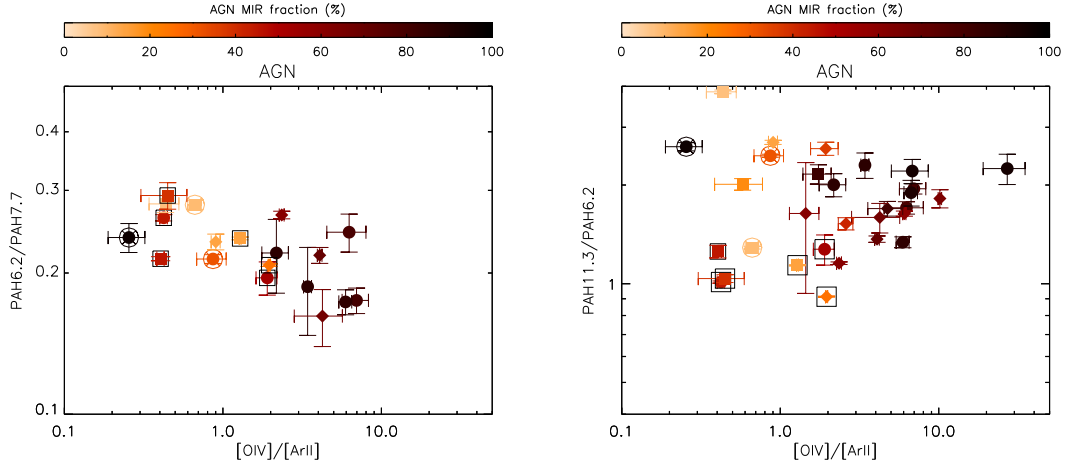 AGN MIR fraction (%)
0 20 40 60 80 100
AGN
0.4
0.3
0.2
0.1
PAH6.2/PAH7.7
0.1 1.0 10.0
[OIV]/[ArII]
AGN MIR fraction (%)
0 20 40 60 80 100
AGN
1
PAH11.3/PAH6.2
0.1 1.0 10.0
[OIV]/[ArII]